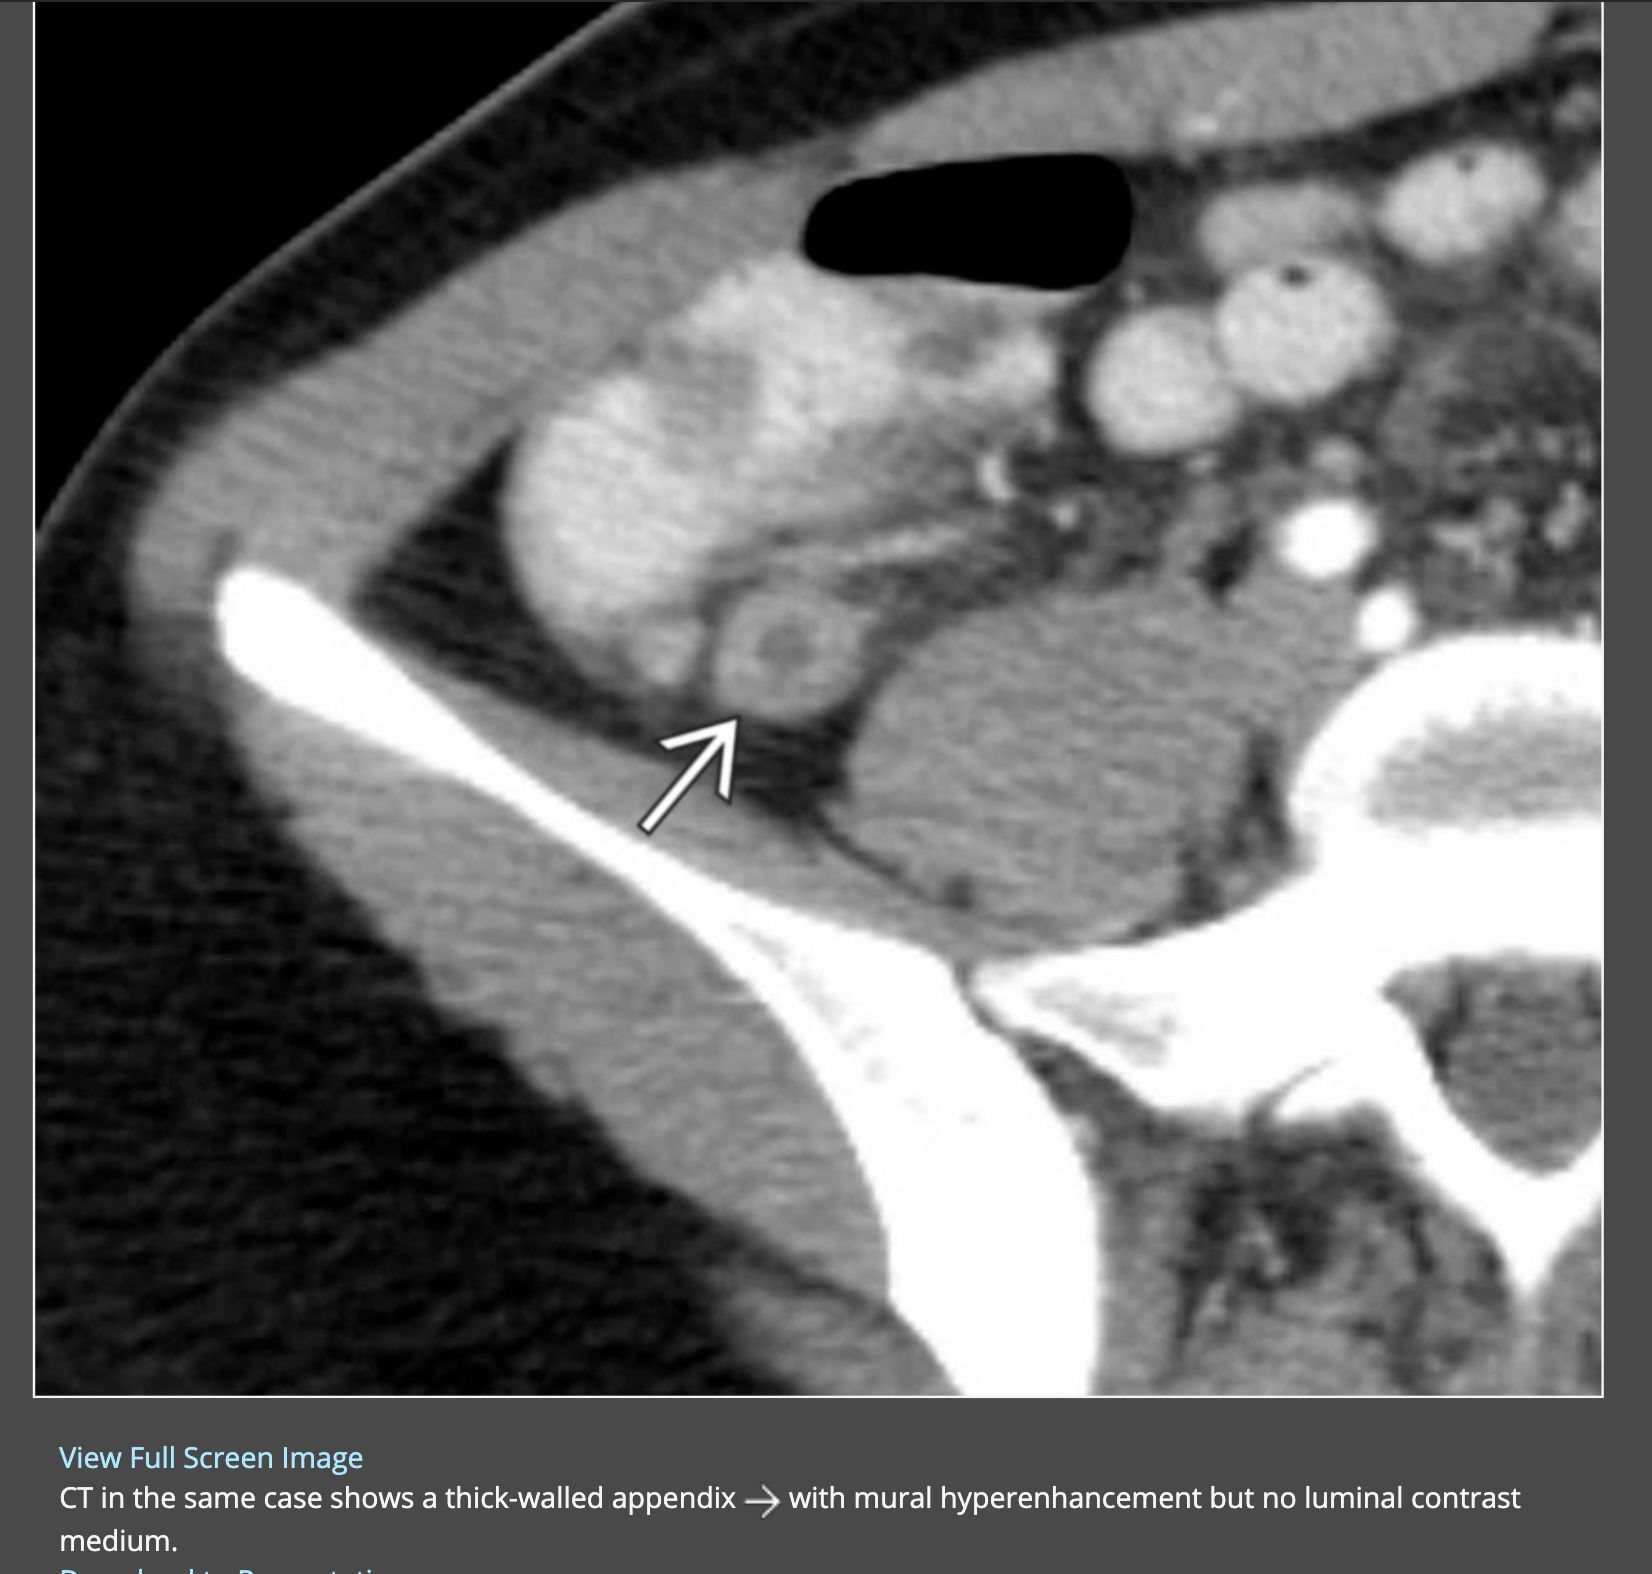 View Full Screen Image
CT in the same case shows a thick-walled appendix → with mural hyperenhancement but no luminal contrast
medium.